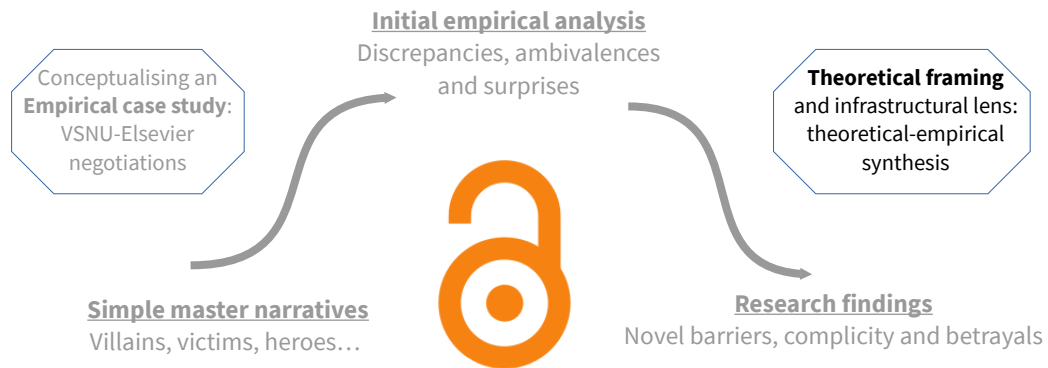 Initial empirical analysis
Discrepancies, ambivalences
and surprises
Conceptualising an
Empirical case study:
VSNU-Elsevier
negotiations
Theoretical framing
and infrastructural lens:
theoretical-empirical
synthesis
Simple master narratives
Villains, victims, heroes…
Research findings
Novel barriers, complicity and betrayals